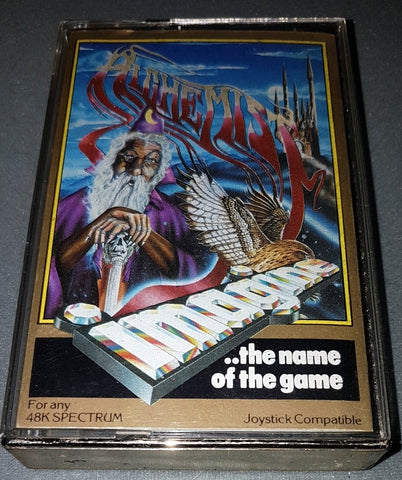 ALCHEMIST
imagine
..the name
of the game
For any
48K SPECTRUM
Joystick Compatible